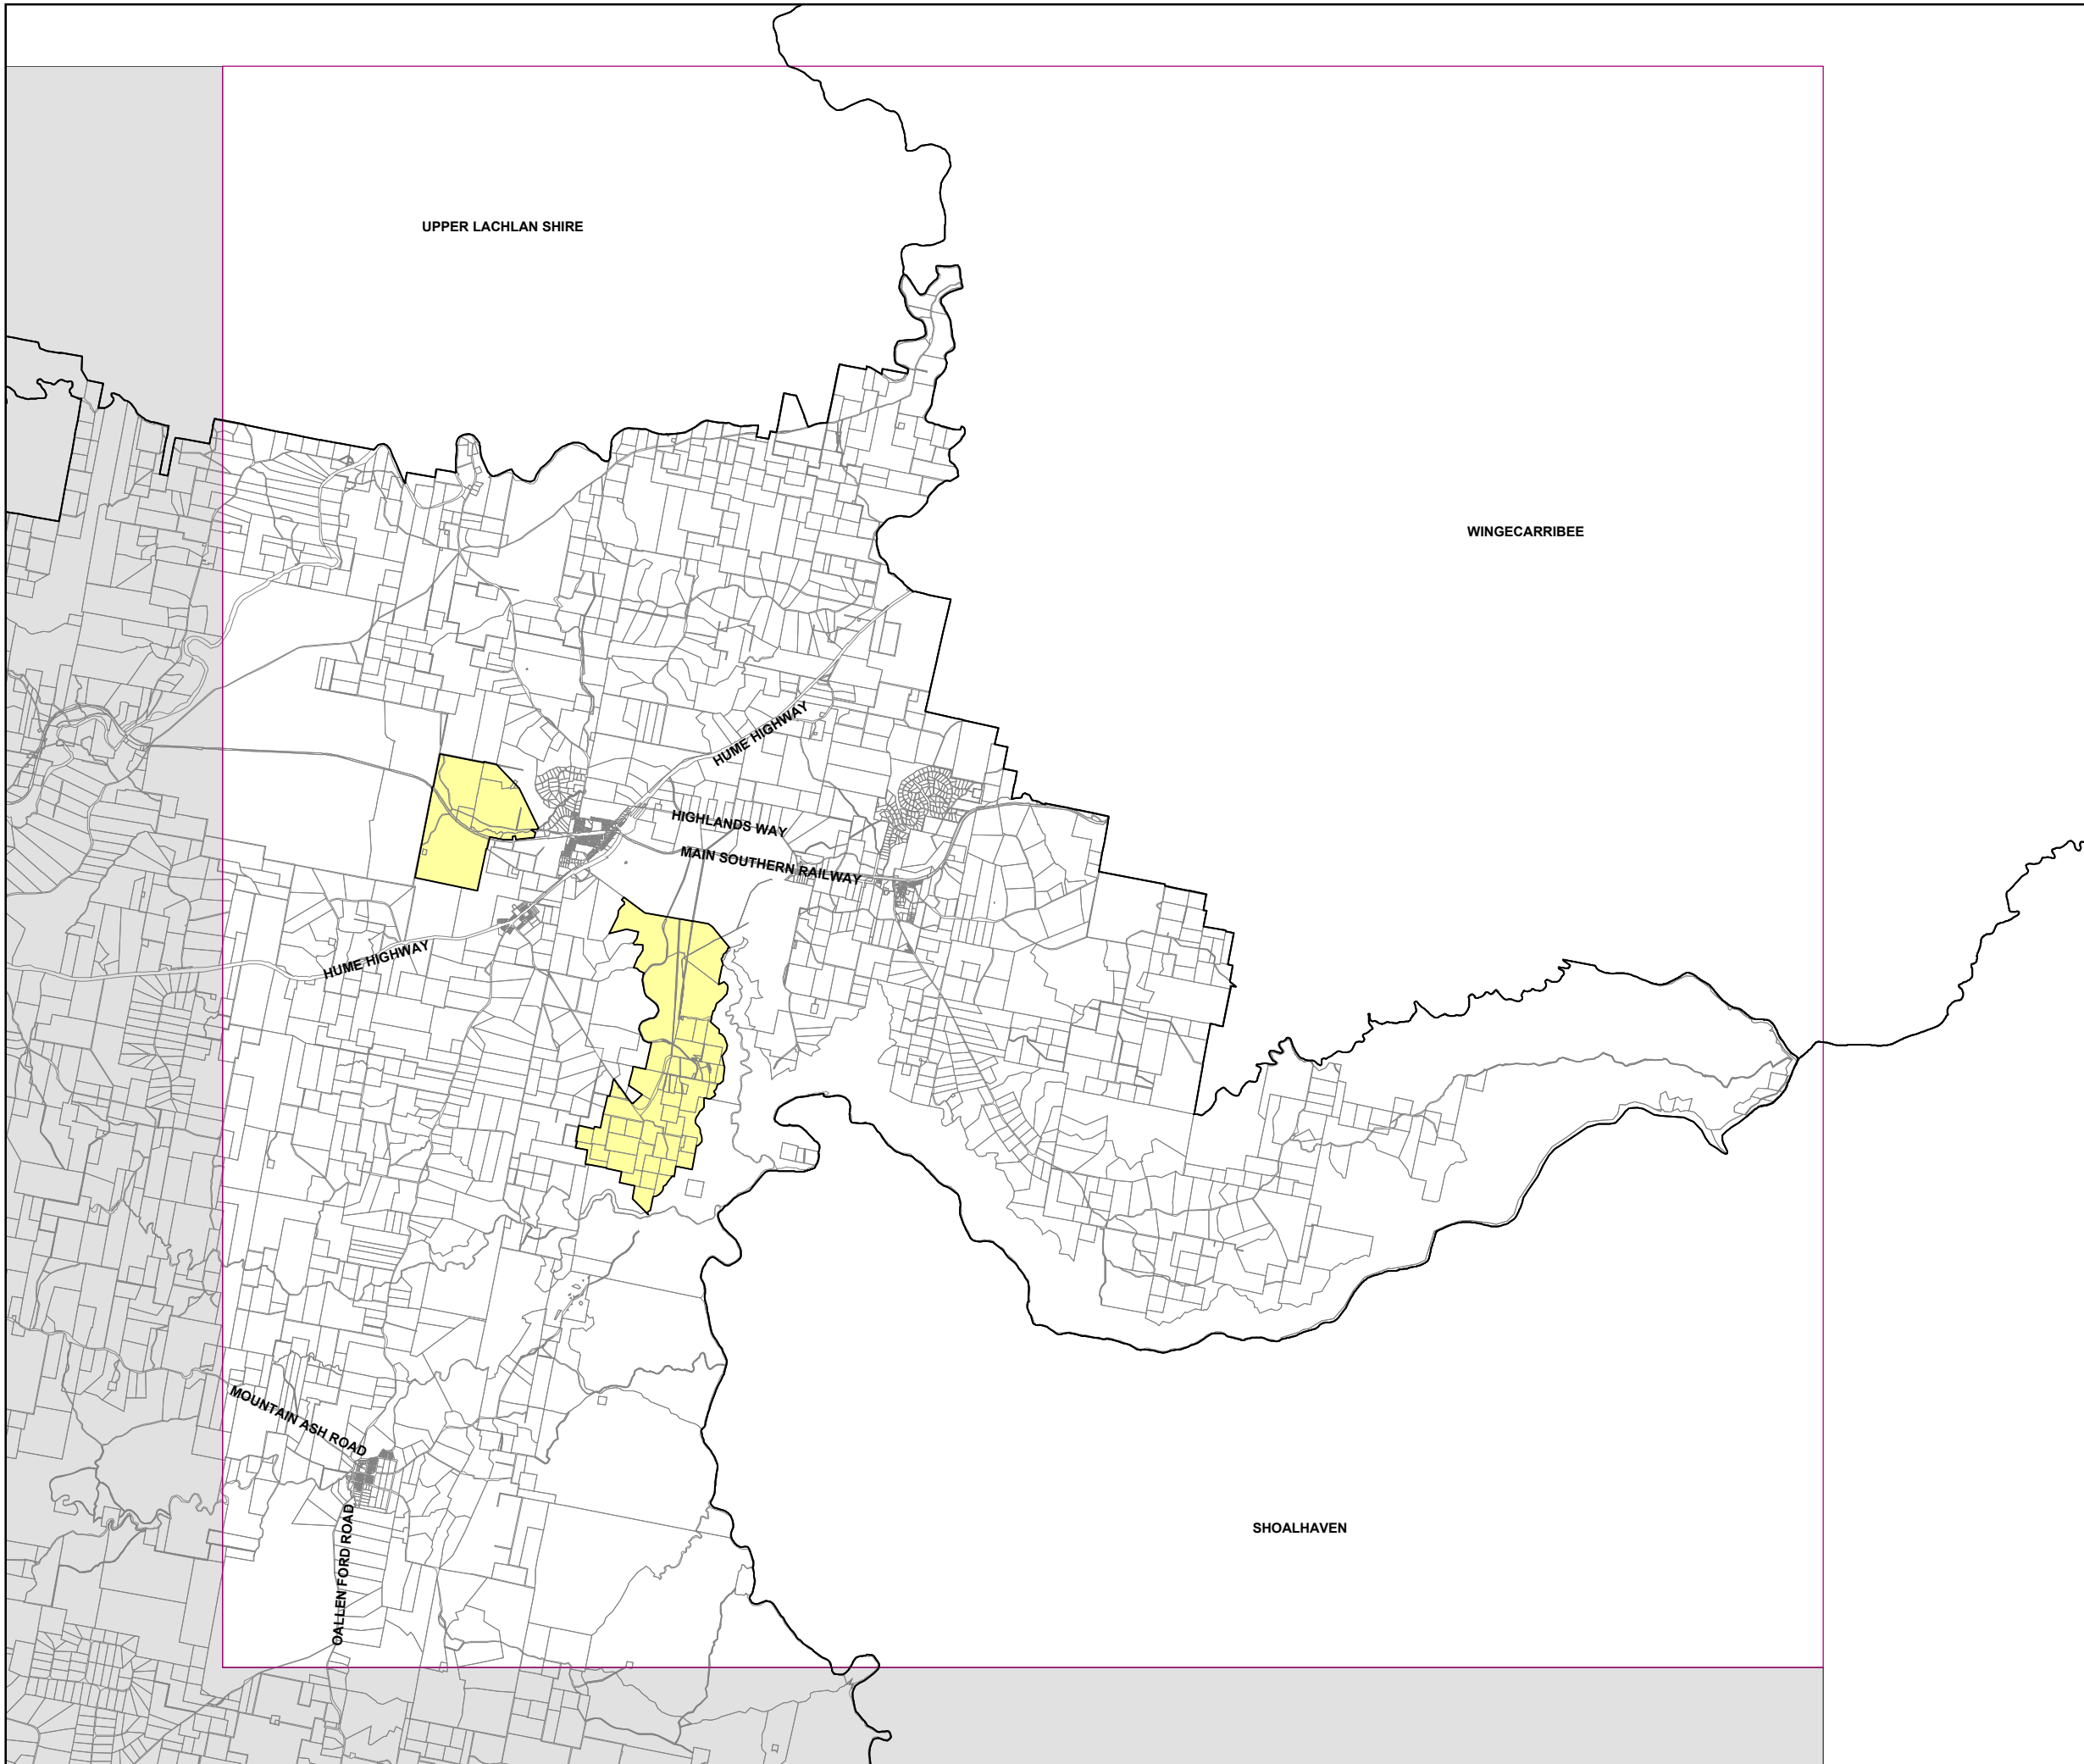 UPPER LACHLAN SHIRE
WINGECARRIBEE
HUME HIGHWAY
HIGHLANDS WAY
MAIN SOUTHERN RAILWAY
HUME HIGHWAY
MOUNTAIN ASH ROAD
OALLEN FORD ROAD
SHOALHAVEN